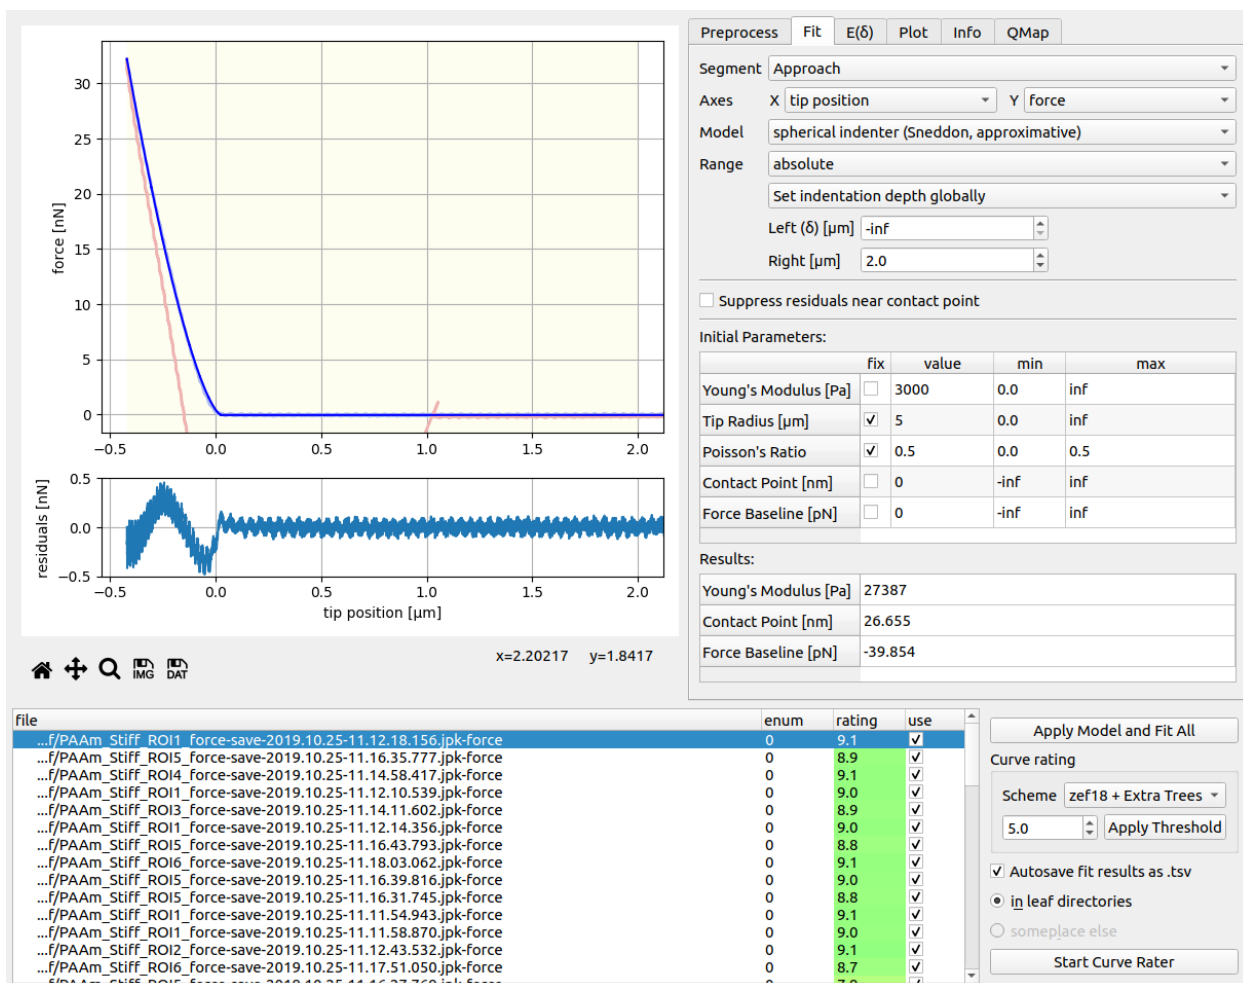 Preprocess Fit E(δ) Plot Info QMap
Segment Approach
Axes X tip position Y force
Model spherical indenter (Sneddon, approximative)
Range absolute
Set indentation depth globally
Left (δ) [μm] -inf
Right [μm] 2.0
Suppress residuals near contact point
Initial Parameters:
fix value min max
Young's Modulus [Pa] 3000 0.0 inf
Tip Radius [μm] 5 0.0 inf
Poisson's Ratio 0.5 0.0 0.5
Contact Point [nm] 0 -inf inf
Force Baseline [pN] 0 -inf inf
Results:
Young's Modulus [Pa] 27387
Contact Point [nm] 26.655
Force Baseline [pN] -39.854
force [nN]
30
25
20
15
10
5
0
−0.5 0.0 0.5 1.0 1.5 2.0
residuals [nN]
0.5
0.0
−0.5
−0.5 0.0 0.5 1.0 1.5 2.0
tip position [μm]
x=2.20217 y=1.8417
IMG DAT
file enum rating use
...f/PAAm_Stiff_ROI1_force-save-2019.10.25-11.12.18.156.jpk-force 0 9.1
...f/PAAm_Stiff_ROI5_force-save-2019.10.25-11.16.35.777.jpk-force 0 8.9
...f/PAAm_Stiff_ROI4_force-save-2019.10.25-11.14.58.417.jpk-force 0 9.1
...f/PAAm_Stiff_ROI1_force-save-2019.10.25-11.12.10.539.jpk-force 0 9.0
...f/PAAm_Stiff_ROI3_force-save-2019.10.25-11.14.11.602.jpk-force 0 8.9
...f/PAAm_Stiff_ROI1_force-save-2019.10.25-11.12.14.356.jpk-force 0 9.0
...f/PAAm_Stiff_ROI5_force-save-2019.10.25-11.16.43.793.jpk-force 0 8.8
...f/PAAm_Stiff_ROI6_force-save-2019.10.25-11.18.03.062.jpk-force 0 9.1
...f/PAAm_Stiff_ROI5_force-save-2019.10.25-11.16.39.816.jpk-force 0 9.0
...f/PAAm_Stiff_ROI5_force-save-2019.10.25-11.16.31.745.jpk-force 0 8.8
...f/PAAm_Stiff_ROI1_force-save-2019.10.25-11.11.54.943.jpk-force 0 9.1
...f/PAAm_Stiff_ROI1_force-save-2019.10.25-11.11.58.870.jpk-force 0 9.0
...f/PAAm_Stiff_ROI2_force-save-2019.10.25-11.12.43.532.jpk-force 0 9.1
...f/PAAm_Stiff_ROI6_force-save-2019.10.25-11.17.51.050.jpk-force 0 8.7
Apply Model and Fit All
Curve rating
Scheme zef18 + Extra Trees
5.0 Apply Threshold
Autosave fit results as .tsv
in leaf directories
someplace else
Start Curve Rater